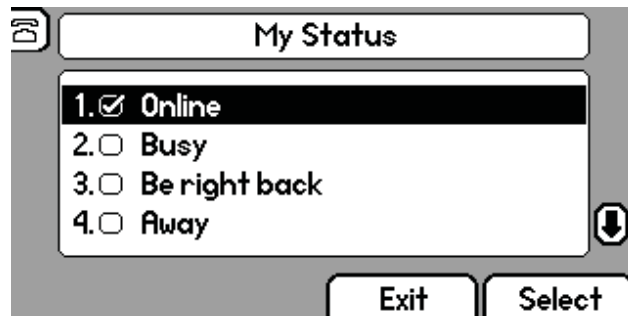 My Status
1. Online
2. Busy
3. Be right back
4. Away
Exit Select